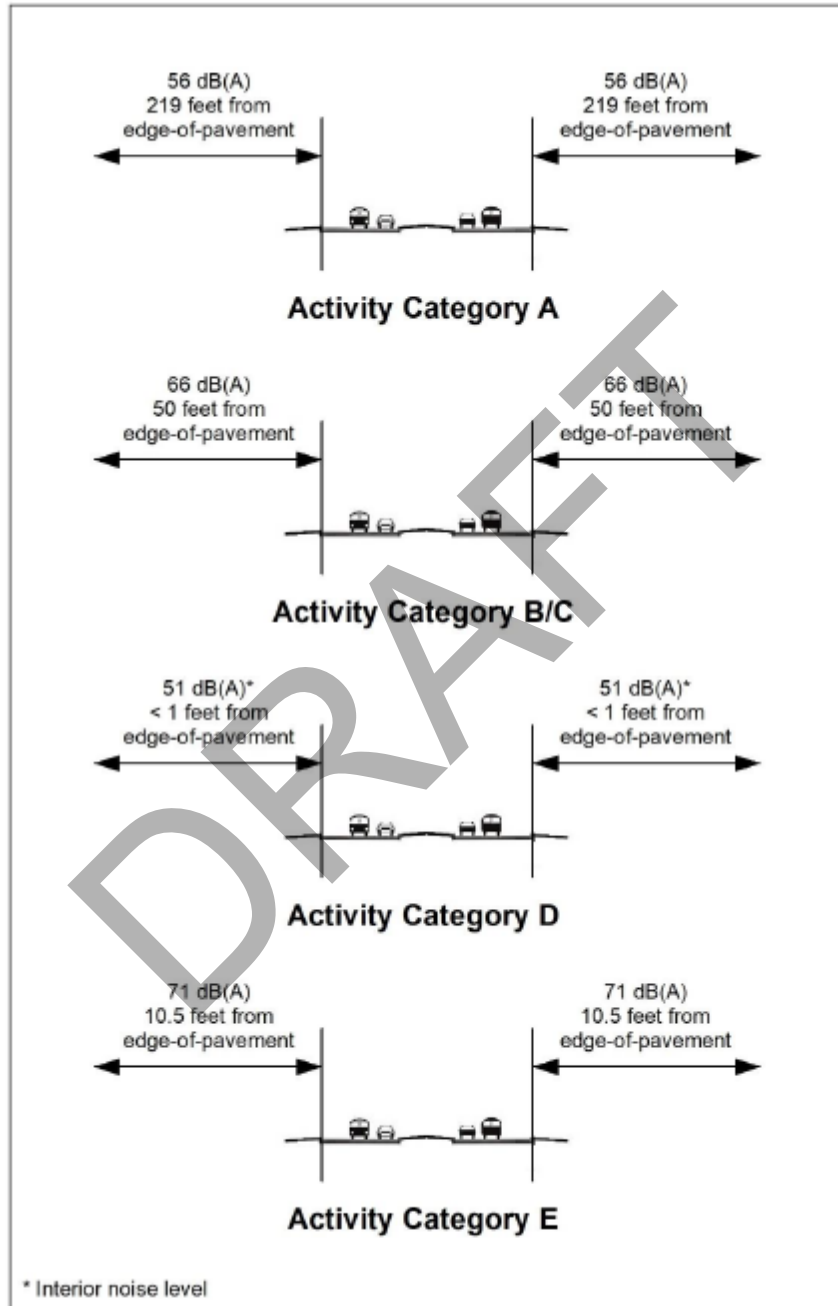 56 dB(A)
219 feet from
edge-of-pavement
56 dB(A)
219 feet from
edge-of-pavement
Activity Category A
66 dB(A)
50 feet from
edge-of-pavement
66 dB(A)
50 feet from
edge-of-pavement
Activity Category B/C
51 dB(A)*
< 1 feet from
edge-of-pavement
51 dB(A)*
< 1 feet from
edge-of-pavement
Activity Category D
71 dB(A)
10.5 feet from
edge-of-pavement
71 dB(A)
10.5 feet from
edge-of-pavement
Activity Category E
* Interior noise level
DRAFT